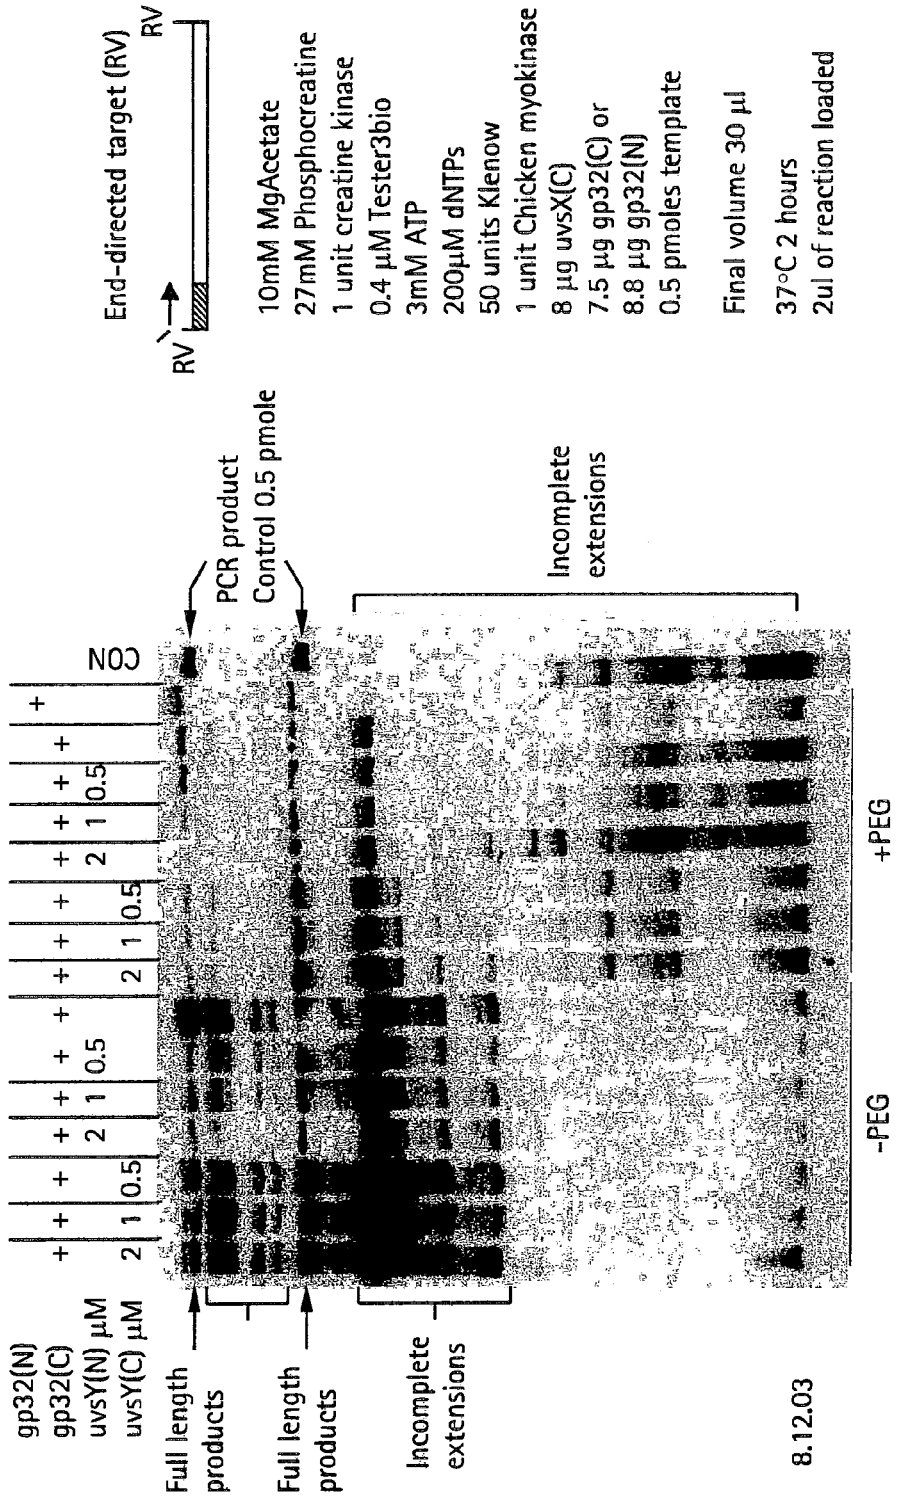 gp32(N) +
gp32(C) + + + + + + + + + + + + + +
uvsY(N) μM 2 1 0.5 2 1 0.5 CON
uvsY(C) μM 2 1 0.5 2 1 0.5
Full length
products
Full length
products
Incomplete
extensions
8.12.03
-PEG
+PEG
PCR product
Control 0.5 pmole
Incomplete
extensions
End-directed target (RV)
RV
RV
10mM MgAcetate
27mM Phosphocreatine
1 unit creatine kinase
0.4 μM Tester3bio
3mM ATP
200μM dNTPs
50 units Klenow
1 unit Chicken myokinase
8 μg uvsX(C)
7.5 μg gp32(C) or
8.8 μg gp32(N)
0.5 pmoles template
Final volume 30 μl
37°C 2 hours
2ul of reaction loaded